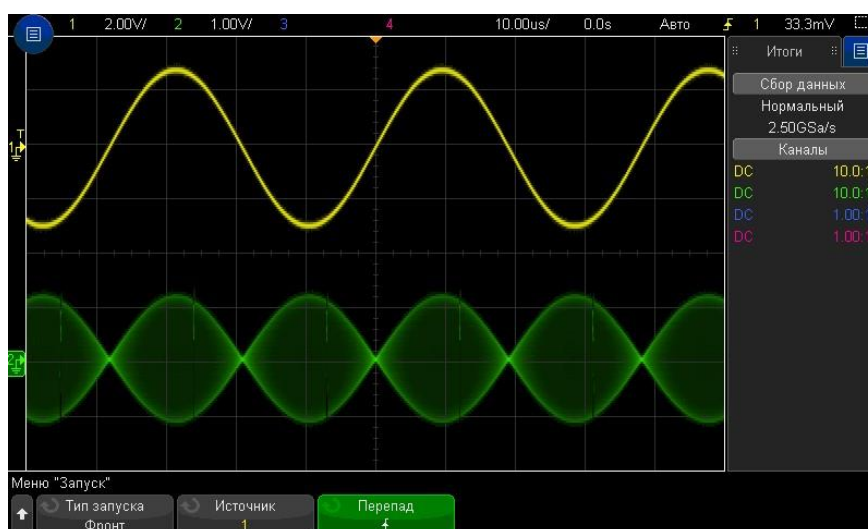 1 2.00V/ 2 1.00V/ 3 4 10.00us/ 0.0s Авто 1 33.3mV
Итоги
Сбор данных
Нормальный
2.50GSa/s
Каналы
DC 10.0:1
DC 10.0:1
DC 1.00:1
DC 1.00:1
T
1
2
Меню "Запуск"
Тип запуска
Фронт
Источник
1
Перепад